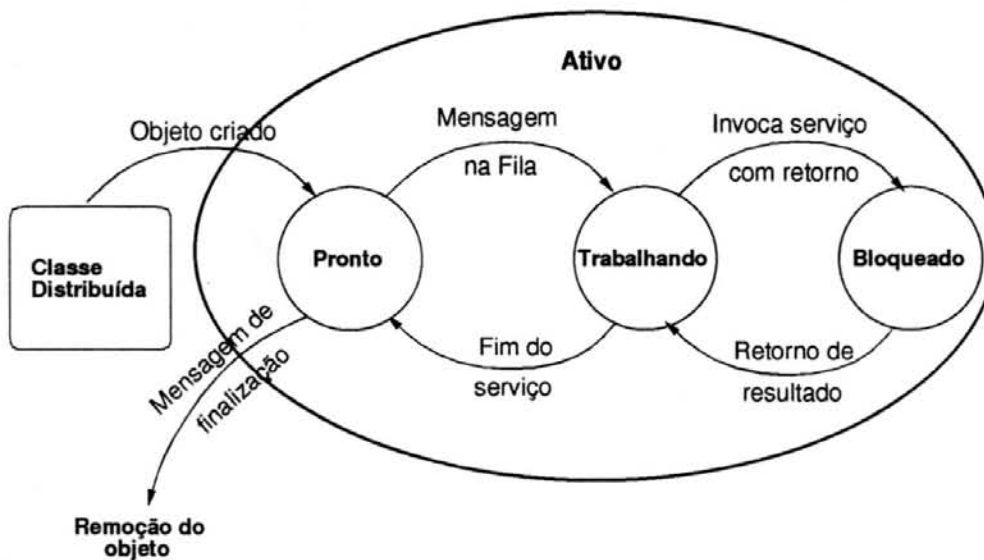 Ativo
Objeto criado
Mensagem
na Fila
Invoca serviço
com retorno
Classe
Distribuída
Pronto
Trabalhando
Bloqueado
Mensagem de
finalização
Fim do
serviço
Retorno de
resultado
Remoção do
objeto